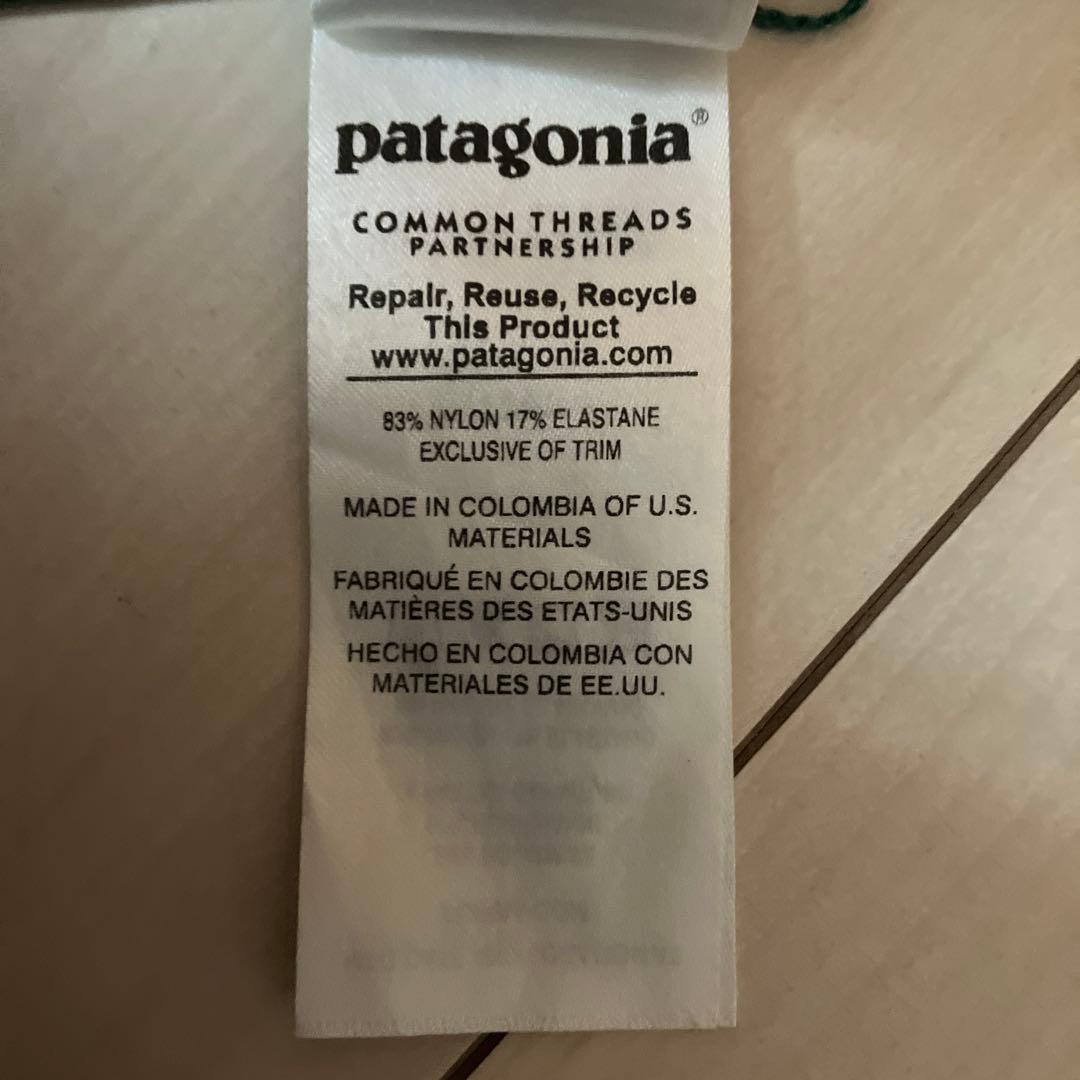 patagonia®
COMMON THREADS
PARTNERSHIP
Repair, Reuse, Recycle
This Product
www.patagonia.com
83% NYLON 17% ELASTANE
EXCLUSIVE OF TRIM
MADE IN COLOMBIA OF U.S.
MATERIALS
FABRIQUÉ EN COLOMBIE DES
MATIÈRES DES ETATS-UNIS
HECHO EN COLOMBIA CON
MATERIALES DE EE.UU.